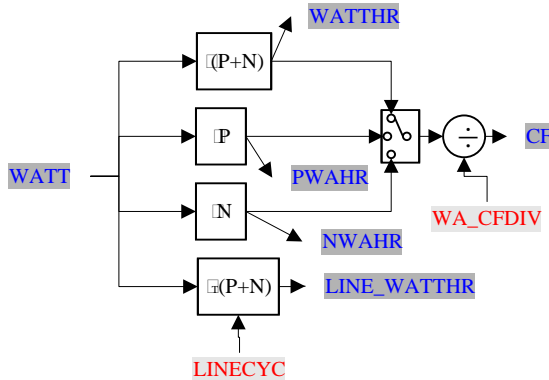 WATTHR
(P+N)
P
CF
WATT
PWAHR
N
WA_CFDIV
NWAHR
T(P+N)
LINE_WATTHR
LINECYC